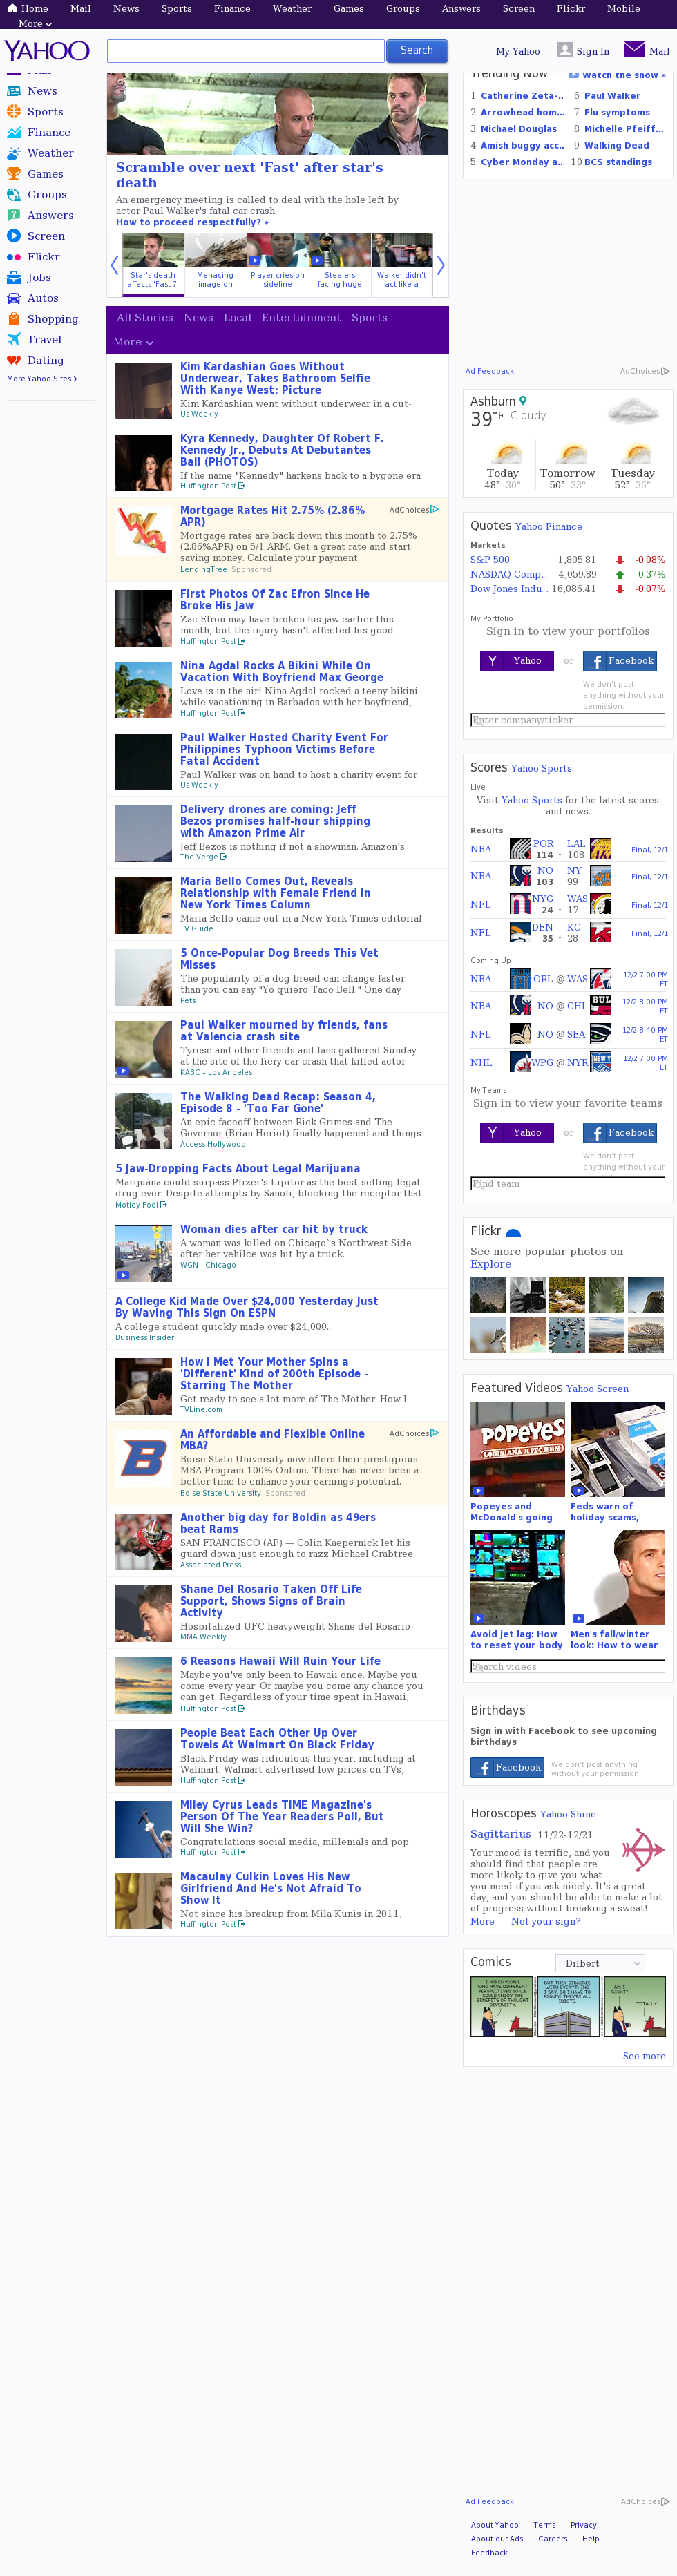 Home Mail News Sports Finance Weather Games Groups Answers Screen Flickr Mobile
More
YAHOO
Search
My Yahoo Sign In Mail
News
Sports
Finance
Weather
Games
Groups
Answers
Screen
Flickr
Jobs
Autos
Shopping
Travel
Dating
More Yahoo Sites
Scramble over next 'Fast' after star's
death
An emergency meeting is called to deal with the hole left by
actor Paul Walker's fatal car crash.
How to proceed respectfully? »
Star's death
affects 'Fast 7'
Menacing
image on
Player cries on
sideline
Steelers
facing huge
Walker didn't
act like a
All Stories News Local Entertainment Sports
More
Kim Kardashian Goes Without
Underwear, Takes Bathroom Selfie
With Kanye West: Picture
Kim Kardashian went without underwear in a cut-
Us Weekly
Kyra Kennedy, Daughter Of Robert F.
Kennedy Jr., Debuts At Debutantes
Ball (PHOTOS)
If the name "Kennedy" harkens back to a bygone era
Huffington Post
Mortgage Rates Hit 2.75% (2.86%
APR)
AdChoices
Mortgage rates are back down this month to 2.75%
(2.86%APR) on 5/1 ARM. Get a great rate and start
saving money. Calculate your payment.
LendingTree Sponsored
First Photos Of Zac Efron Since He
Broke His Jaw
Zac Efron may have broken his jaw earlier this
month, but the injury hasn't affected his good
Huffington Post
Nina Agdal Rocks A Bikini While On
Vacation With Boyfriend Max George
Love is in the air! Nina Agdal rocked a teeny bikini
while vacationing in Barbados with her boyfriend,
Huffington Post
Paul Walker Hosted Charity Event For
Philippines Typhoon Victims Before
Fatal Accident
Paul Walker was on hand to host a charity event for
Us Weekly
Delivery drones are coming: Jeff
Bezos promises half-hour shipping
with Amazon Prime Air
Jeff Bezos is nothing if not a showman. Amazon's
The Verge
Maria Bello Comes Out, Reveals
Relationship with Female Friend in
New York Times Column
Maria Bello came out in a New York Times editorial
TV Guide
5 Once-Popular Dog Breeds This Vet
Misses
The popularity of a dog breed can change faster
than you can say "Yo quiero Taco Bell." One day
Pets
Paul Walker mourned by friends, fans
at Valencia crash site
Tyrese and other friends and fans gathered Sunday
at the site of the fiery car crash that killed actor
KABC – Los Angeles
The Walking Dead Recap: Season 4,
Episode 8 - 'Too Far Gone'
An epic faceoff between Rick Grimes and The
Governor (Brian Heriot) finally happened and things
Access Hollywood
5 Jaw-Dropping Facts About Legal Marijuana
Marijuana could surpass Pfizer's Lipitor as the best-selling legal
drug ever. Despite attempts by Sanofi, blocking the receptor that
Motley Fool
Woman dies after car hit by truck
A woman was killed on Chicago`s Northwest Side
after her vehilce was hit by a truck.
WGN - Chicago
A College Kid Made Over $24,000 Yesterday Just
By Waving This Sign On ESPN
A college student quickly made over $24,000...
Business Insider
How I Met Your Mother Spins a
'Different' Kind of 200th Episode –
Starring The Mother
Get ready to see a lot more of The Mother. How I
TVLine.com
An Affordable and Flexible Online
MBA?
AdChoices
Boise State University now offers their prestigious
MBA Program 100% Online. There has never been a
better time to enhance your earnings potential.
Boise State University Sponsored
Another big day for Boldin as 49ers
beat Rams
SAN FRANCISCO (AP) — Colin Kaepernick let his
guard down just enough to razz Michael Crabtree
Associated Press
Shane Del Rosario Taken Off Life
Support, Shows Signs of Brain
Activity
Hospitalized UFC heavyweight Shane del Rosario
MMA Weekly
6 Reasons Hawaii Will Ruin Your Life
Maybe you've only been to Hawaii once. Maybe you
come every year. Or maybe you came any chance you
can get. Regardless of your time spent in Hawaii,
Huffington Post
People Beat Each Other Up Over
Towels At Walmart On Black Friday
Black Friday was ridiculous this year, including at
Walmart. Walmart advertised low prices on TVs,
Huffington Post
Miley Cyrus Leads TIME Magazine's
Person Of The Year Readers Poll, But
Will She Win?
Congratulations social media, millenials and pop
Huffington Post
Macaulay Culkin Loves His New
Girlfriend And He's Not Afraid To
Show It
Not since his breakup from Mila Kunis in 2011,
Huffington Post
Trending Now Watch the show »
1 Catherine Zeta-.. 6 Paul Walker
2 Arrowhead hom... 7 Flu symptoms
3 Michael Douglas 8 Michelle Pfeiff...
4 Amish buggy acc.. 9 Walking Dead
5 Cyber Monday a.. 10 BCS standings
Ad Feedback AdChoices
Ashburn
39°F Cloudy
Today Tomorrow Tuesday
48° 30° 50° 33° 52° 36°
Quotes Yahoo Finance
Markets
S&P 500 1,805.81 -0.08%
NASDAQ Comp.. 4,059.89 0.37%
Dow Jones Indu.. 16,086.41 -0.07%
My Portfolio
Sign in to view your portfolios
Yahoo or Facebook
We don't post
anything without your
permission.
Enter company/ticker
Scores Yahoo Sports
Live
Visit Yahoo Sports for the latest scores
and news.
Results
NBA POR 114 - LAL 108 Final, 12/1
NBA NO 103 - NY 99 Final, 12/1
NFL NYG 24 - WAS 17 Final, 12/1
NFL DEN 35 - KC 28 Final, 12/1
Coming Up
NBA ORL @ WAS 12/2 7:00 PM ET
NBA NO @ CHI 12/2 8:00 PM ET
NFL NO @ SEA 12/2 8:40 PM ET
NHL WPG @ NYR 12/2 7:00 PM ET
My Teams
Sign in to view your favorite teams
Yahoo or Facebook
We don't post
anything without your
Find team
Flickr
See more popular photos on
Explore
Featured Videos Yahoo Screen
POPEYES
LOUISIANA KITCHEN
Popeyes and
McDonald's going
Feds warn of
holiday scams,
Avoid jet lag: How
to reset your body
Men's fall/winter
look: How to wear
Search videos
Birthdays
Sign in with Facebook to see upcoming
birthdays
Facebook
We don't post anything
without your permission.
Horoscopes Yahoo Shine
Sagittarius 11/22-12/21
Your mood is terrific, and you
should find that people are
more likely to give you what
you need if you ask nicely. It's a great
day, and you should be able to make a lot
of progress without breaking a sweat!
More Not your sign?
Comics Dilbert
I HIRED PEOPLE
WHO HAVE DIFFERENT
PERSPECTIVES SO WE
COULD ENJOY THE
BENEFITS OF THOUGHT
DIVERSITY.
BUT THEY DISAGREE
WITH EVERYTHING
I SAY, SO I HAVE TO
ASSUME THEY'RE ALL
IDIOTS.
AM I
RIGHT?
TOTALLY.
See more
Ad Feedback AdChoices
About Yahoo Terms Privacy
About our Ads Careers Help
Feedback